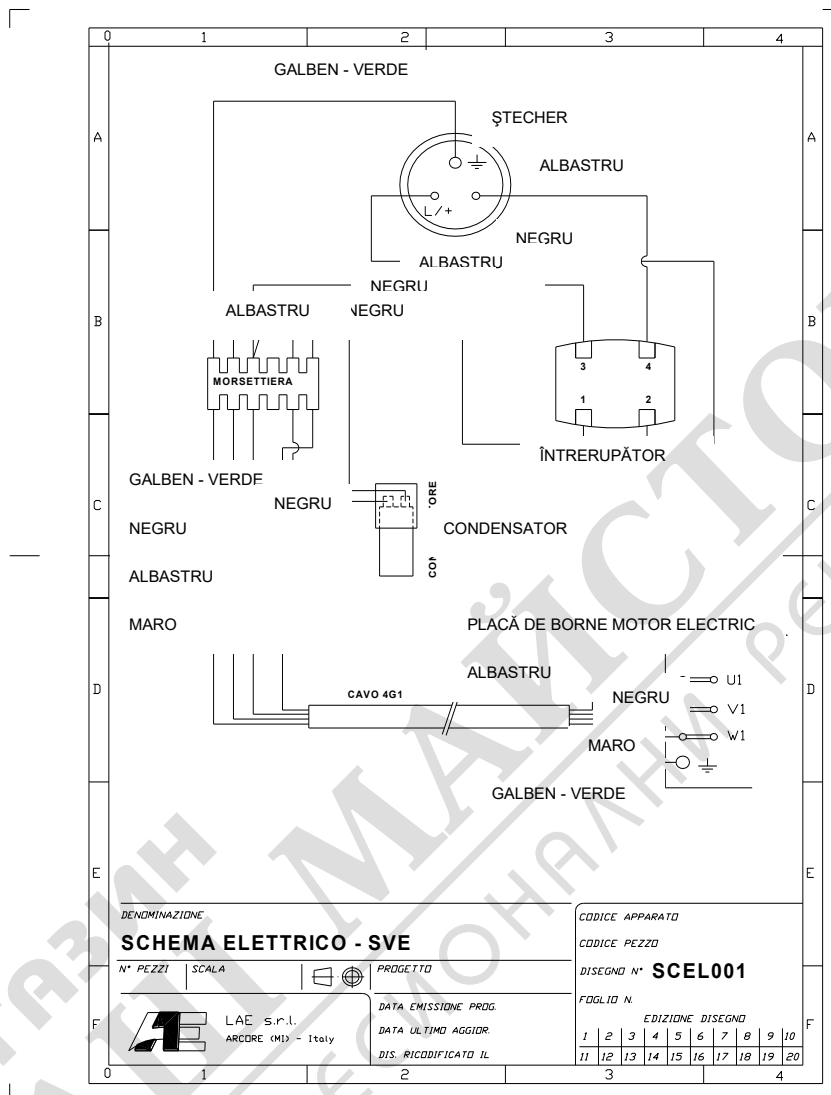 0 1 2 3 4
GALBEN - VERDE
ŞTECHER
A A
ALBASTRU
L/+
NEGRU
ALBASTRU
NEGRU
ALBASTRU NEGRU
B B
3 4
MORSETTIERA
1 2
ÎNTRERUPĂTOR
GALBEN - VERDE
NEGRU
ORE
C C
NEGRU
CONDENSATOR
CON
ALBASTRU
MARO
PLACĂ DE BORNE MOTOR ELECTRIC
ALBASTRU
U1
D D
CAVO 4G1
NEGRU
V1
W1
MARO
GALBEN - VERDE
E E
DENOMINAZIONE
SCHEMA ELETTRICO - SVE
N° PEZZI SCALA PROGETTO
LAE s.r.l.
ARCORE (MI) - Italy
DATA EMISSIONE PROG.
DATA ULTIMO AGGIOR.
DIS. RICODIFICATO IL
CODICE APPARATO
CODICE PEZZO
DISEGNO N° SCEL001
FOGLIO N.
EDIZIONE DISEGNO
1 2 3 4 5 6 7 8 9 10
11 12 13 14 15 16 17 18 19 20
F F
0 1 2 3 4
МАЙСТО